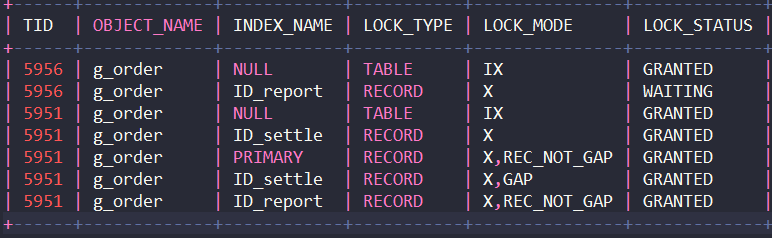 | TID | OBJECT_NAME | INDEX_NAME | LOCK_TYPE | LOCK_MODE | LOCK_STATUS |
| 5956 | g_order | NULL | TABLE | IX | GRANTED |
| 5956 | g_order | ID_report | RECORD | X | WAITING |
| 5951 | g_order | NULL | TABLE | IX | GRANTED |
| 5951 | g_order | ID_settle | RECORD | X | GRANTED |
| 5951 | g_order | PRIMARY | RECORD | X,REC_NOT_GAP | GRANTED |
| 5951 | g_order | ID_settle | RECORD | X,GAP | GRANTED |
| 5951 | g_order | ID_report | RECORD | X,REC_NOT_GAP | GRANTED |